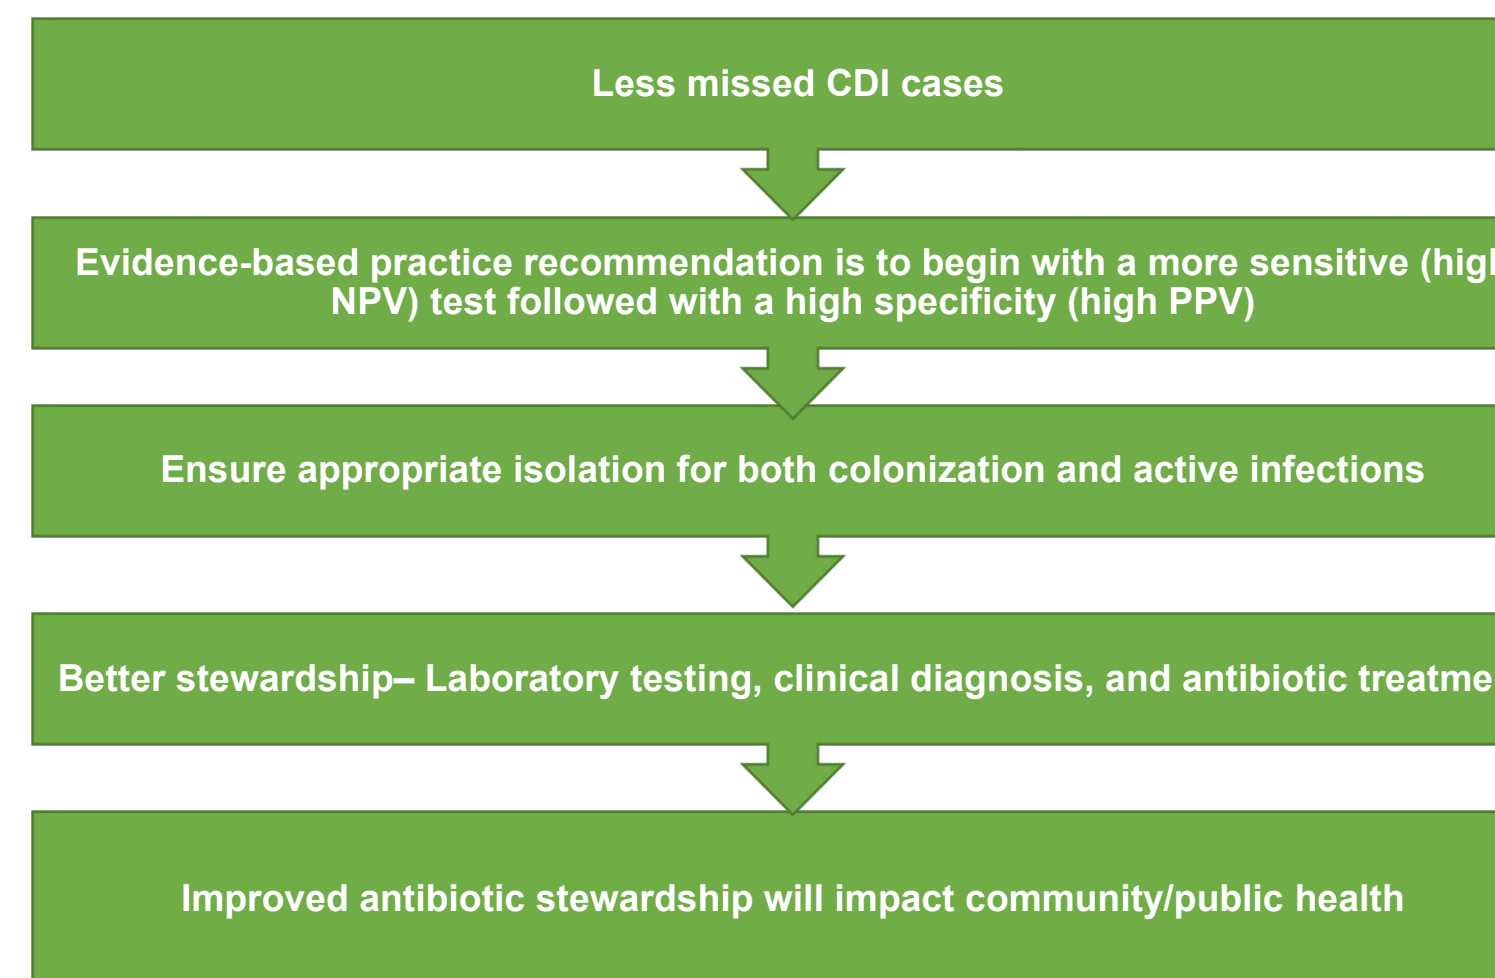 Less missed CDI cases
Evidence-based practice recommendation is to begin with a more sensitive (high
NPV) test followed with a high specificity (high PPV)
Ensure appropriate isolation for both colonization and active infections
Better stewardship– Laboratory testing, clinical diagnosis, and antibiotic treatme
Improved antibiotic stewardship will impact community/public health